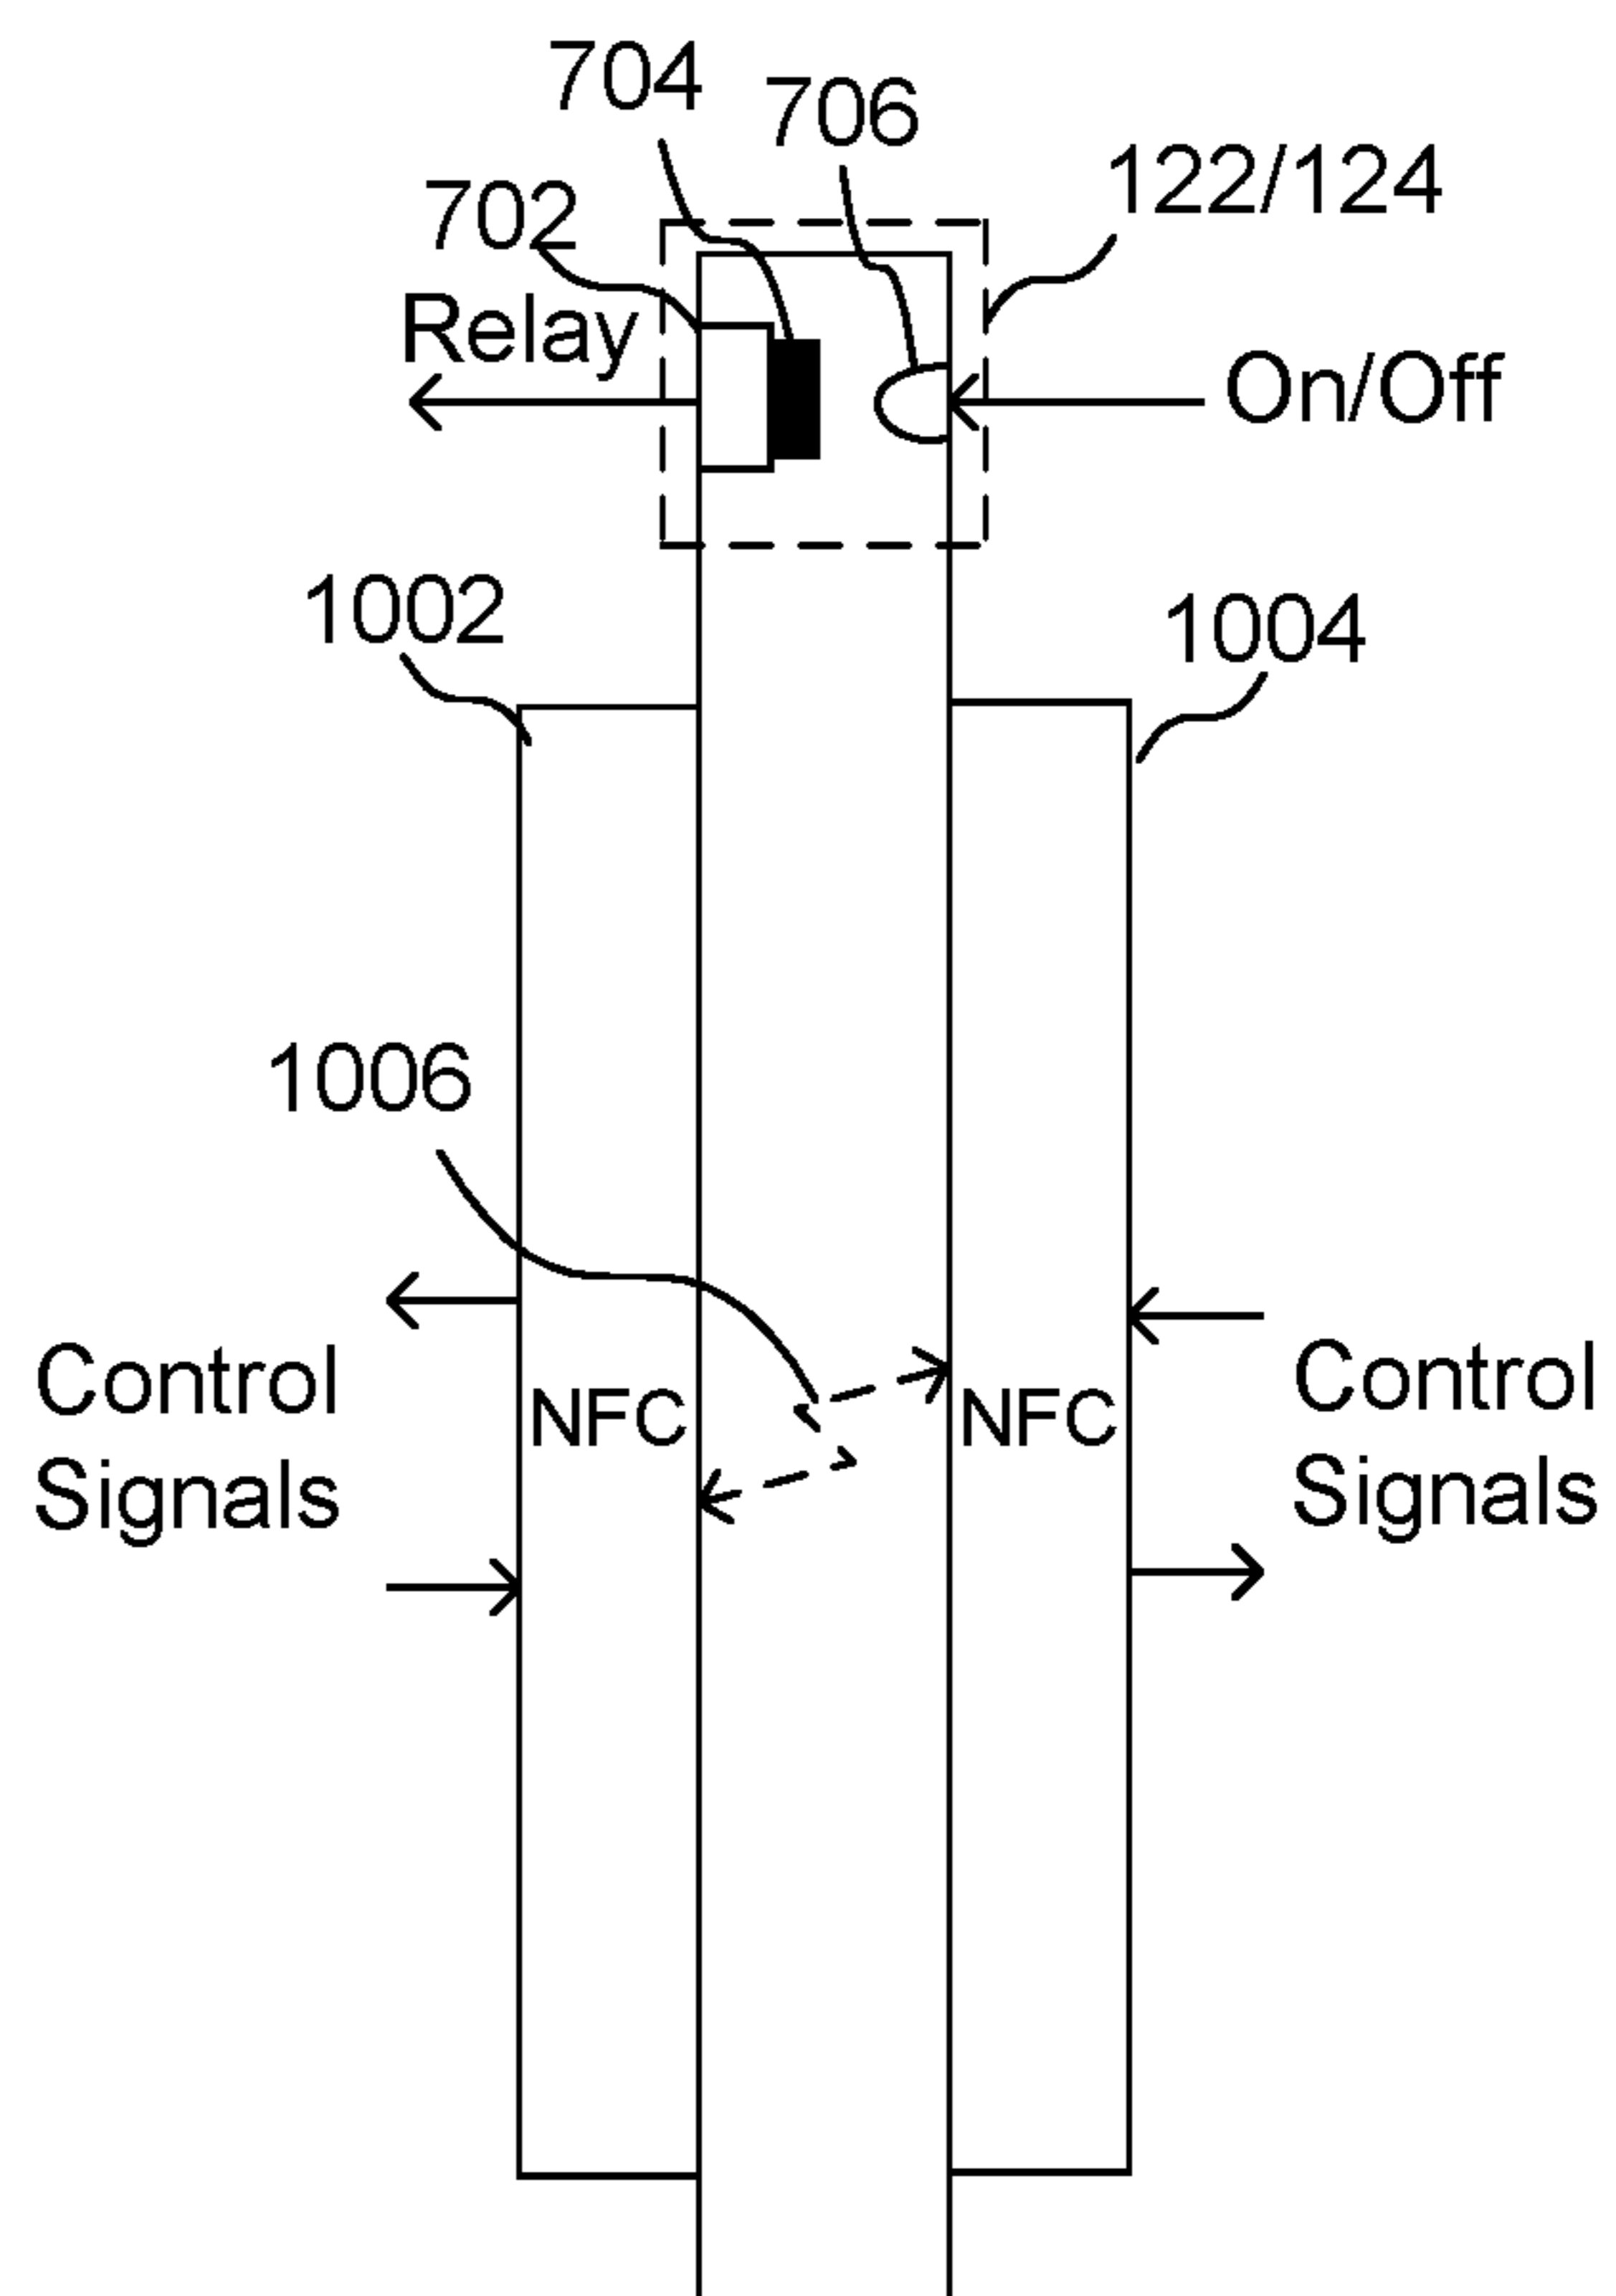 704
706
122/124
702
Relay
On/Off
1002
1004
1006
Control
Signals
NFC
NFC
Control
Signals